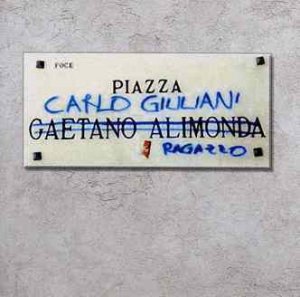 FOCE
PIAZZA
CARLO GIULIANI
GAETANO ALIMONDA
RAGAZZO